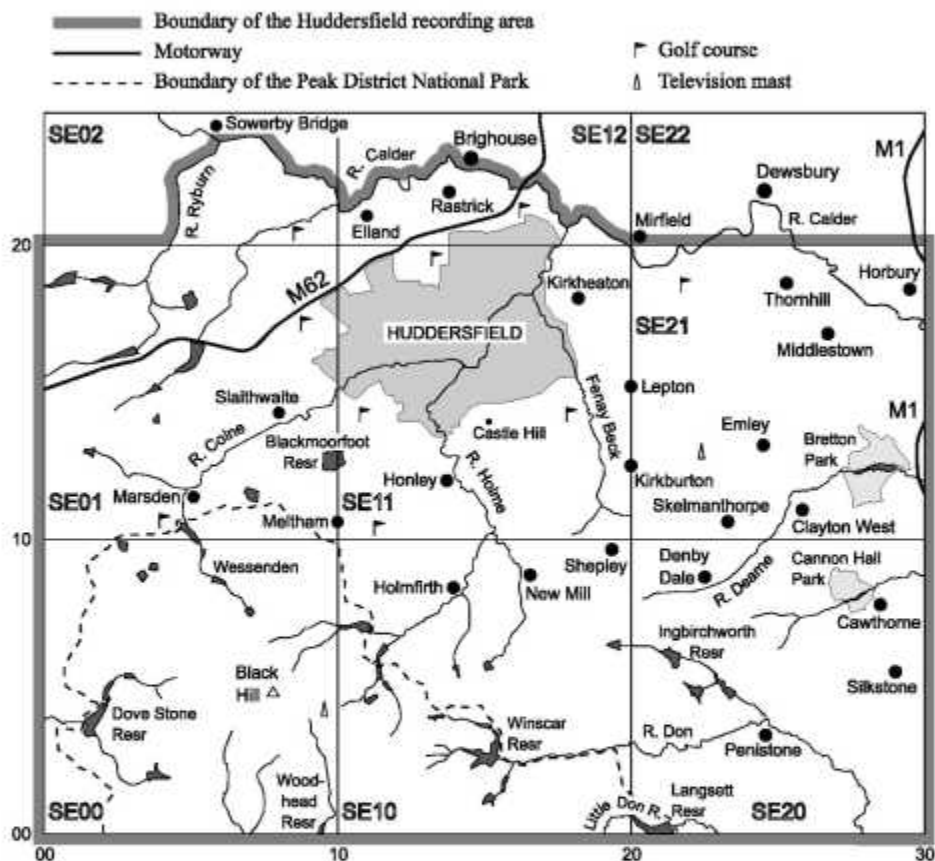 Boundary of the Huddersfield recording area
Motorway
Golf course
Boundary of the Peak District National Park
Television mast
SE02
Sowerby Bridge
R. Calder
Brighouse
SE12
SE22
M1
Dewsbury
R. Ryburn
Elland
Rastrick
Mirfield
R. Calder
20
M62
Kirkheaton
Thornhill
Horbury
HUDDERSFIELD
SE21
Middlestown
Slaithwaite
Fenay Beck
Lepton
R. Colne
Castle Hill
Emley
M1
Blackmoorfoot
Resr
Bretton
Park
R. Holme
Honley
Kirkburton
Marsden
Skelmanthorpe
SE01
Meltham
SE11
Clayton West
10
Wessenden
Shepley
Denby
Dale
Cannon Hall
Park
Holmfirth
New Mill
R. Dearne
Cawthorne
Ingbirchworth
Resr
Black
Hill
Silkstone
Dove Stone
Resr
Winscar
Resr
R. Don
Penistone
Wood-
head
Resr
Langsett
Resr
Little Don R.
SE00
SE10
SE20
00
00
10
20
30